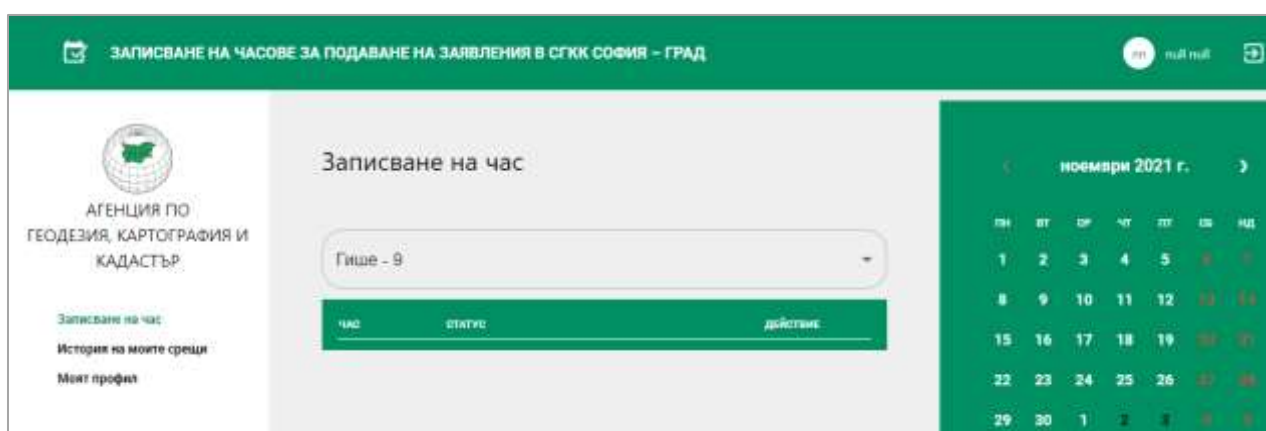 ЗАПИСВАНЕ НА ЧАСОВЕ ЗА ПОДАВАНЕ НА ЗАЯВЛЕНИЯ В СГКК СОФИЯ – ГРАД
null null
АГЕНЦИЯ ПО
ГЕОДЕЗИЯ, КАРТОГРАФИЯ И
КАДАСТЪР
Записване на час
История на моите срещи
Моят профил
Записване на час
Гише - 9
ЧАС СТАТУС ДЕЙСТВИЕ
ноември 2021 г.
ПН ВТ СР ЧТ ПТ СБ НД
1 2 3 4 5 6 7
8 9 10 11 12 13 14
15 16 17 18 19 20 21
22 23 24 25 26 27 28
29 30 1 2 3